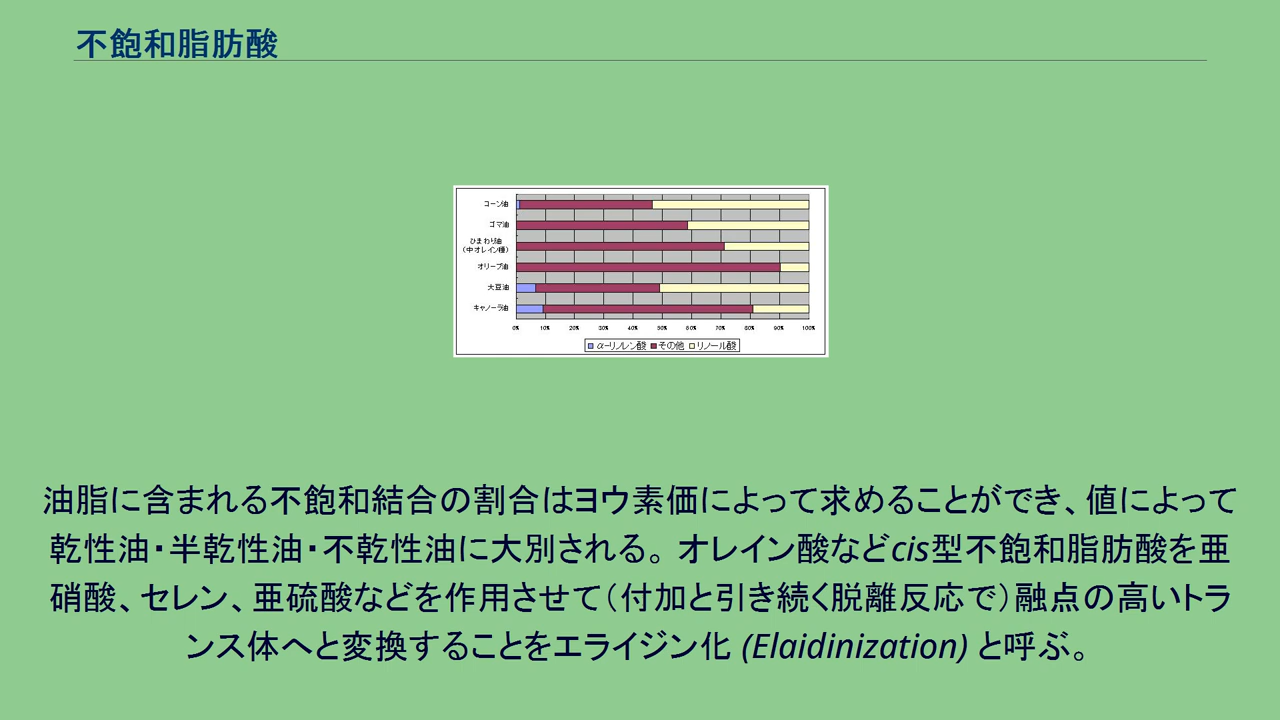 不飽和脂肪酸
コーン油
ゴマ油
ひまわり油
(中オレイン種)
オリーブ油
大豆油
キャノーラ油
0% 10% 20% 30% 40% 50% 60% 70% 80% 90% 100%
α-リノレン酸 その他 リノール酸
油脂に含まれる不飽和結合の割合はヨウ素価によって求めることができ、値によって
乾性油・半乾性油・不乾性油に大別される。オレイン酸などcis型不飽和脂肪酸を亜
硝酸、セレン、亜硫酸などを作用させて（付加と引き続く脱離反応で）融点の高いトラ
ンス体へと変換することをエライジン化 (Elaidinization) と呼ぶ。